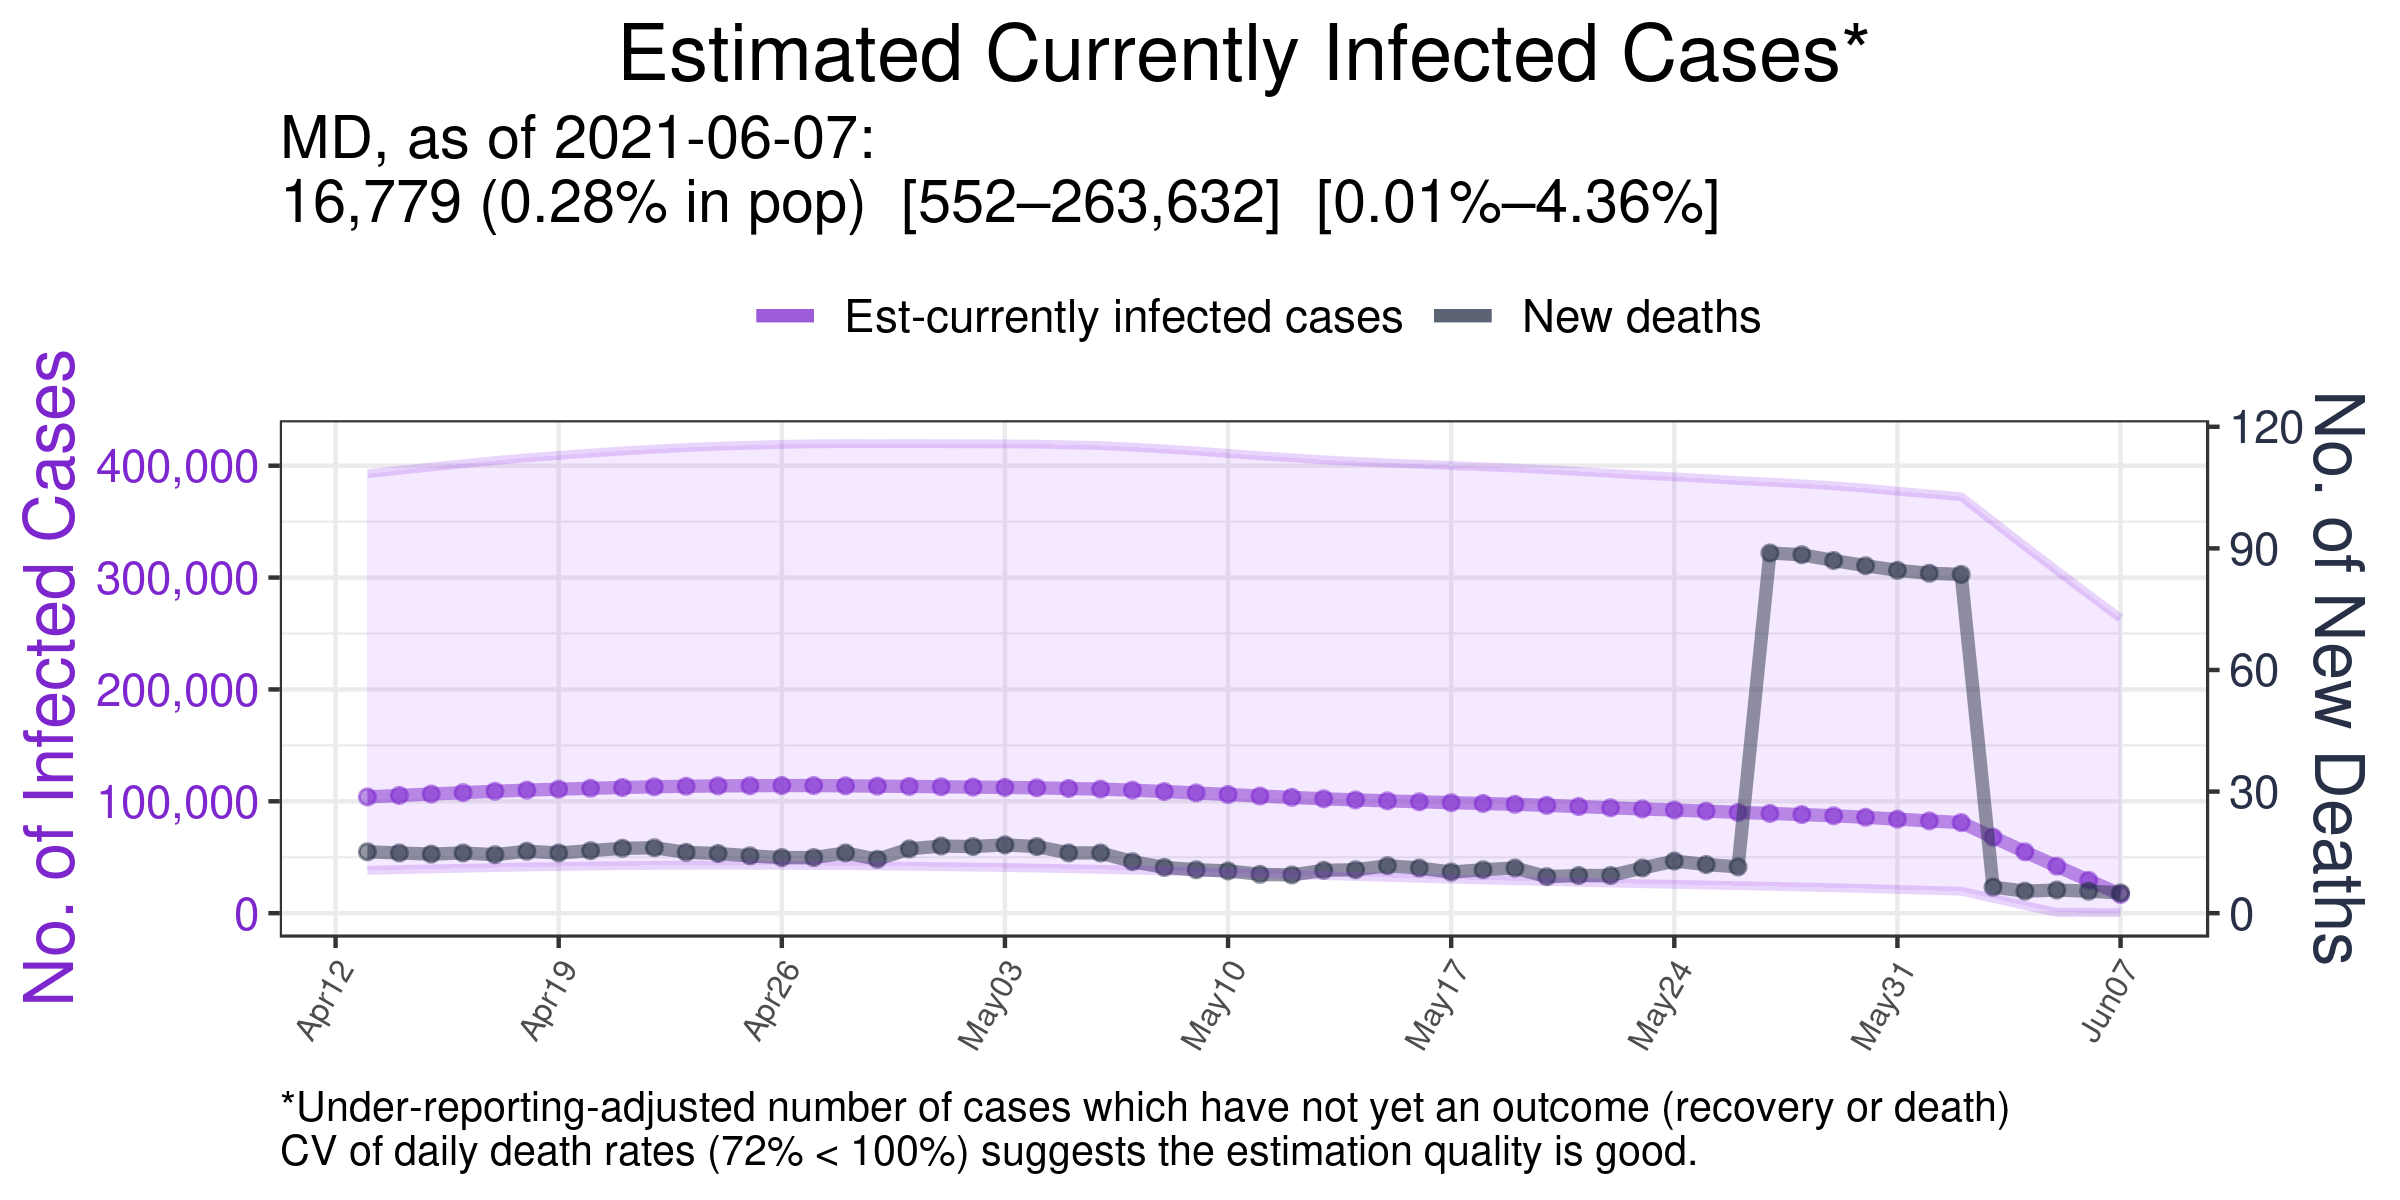 Estimated Currently Infected Cases*
MD, as of 2021-06-07:
16,779 (0.28% in pop)  [552–263,632]  [0.01%–4.36%]
Est-currently infected cases
New deaths
No. of Infected Cases
400,000
300,000
200,000
100,000
0
120
90
60
30
0
No. of New Deaths
Apr12
Apr19
Apr26
May03
May10
May17
May24
May31
Jun07
*Under-reporting-adjusted number of cases which have not yet an outcome (recovery or death)
CV of daily death rates (72% < 100%) suggests the estimation quality is good.